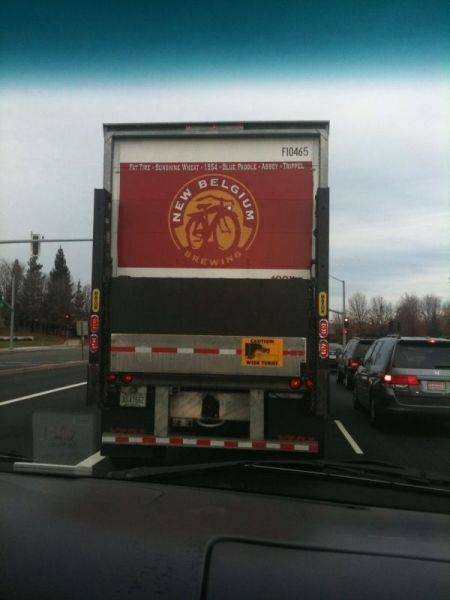 F10465
FAT TIRE - SUNSHINE WHEAT - 1554 - BLUE PADDLE - ABBEY - TRIPPEL
NEW BELGIUM
BREWING
CAUTION
WIDE TURNS